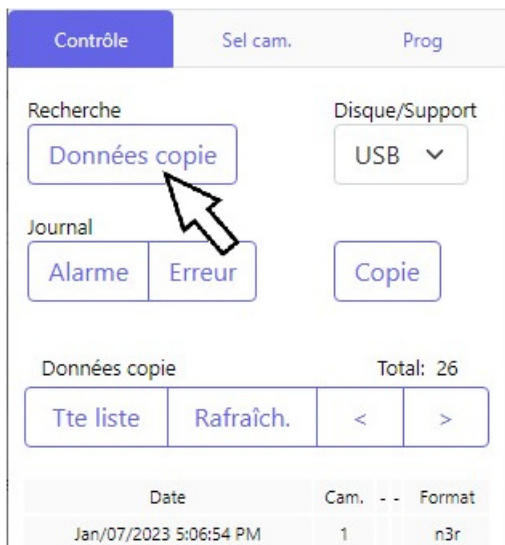 Contrôle Sel cam. Prog
Recherche Disque/Support
Données copie USB
Journal
Alarme Erreur Copie
Données copie Total: 26
Tte liste Rafraîch. < >
Date Cam. - - Format
Jan/07/2023 5:06:54 PM 1 n3r